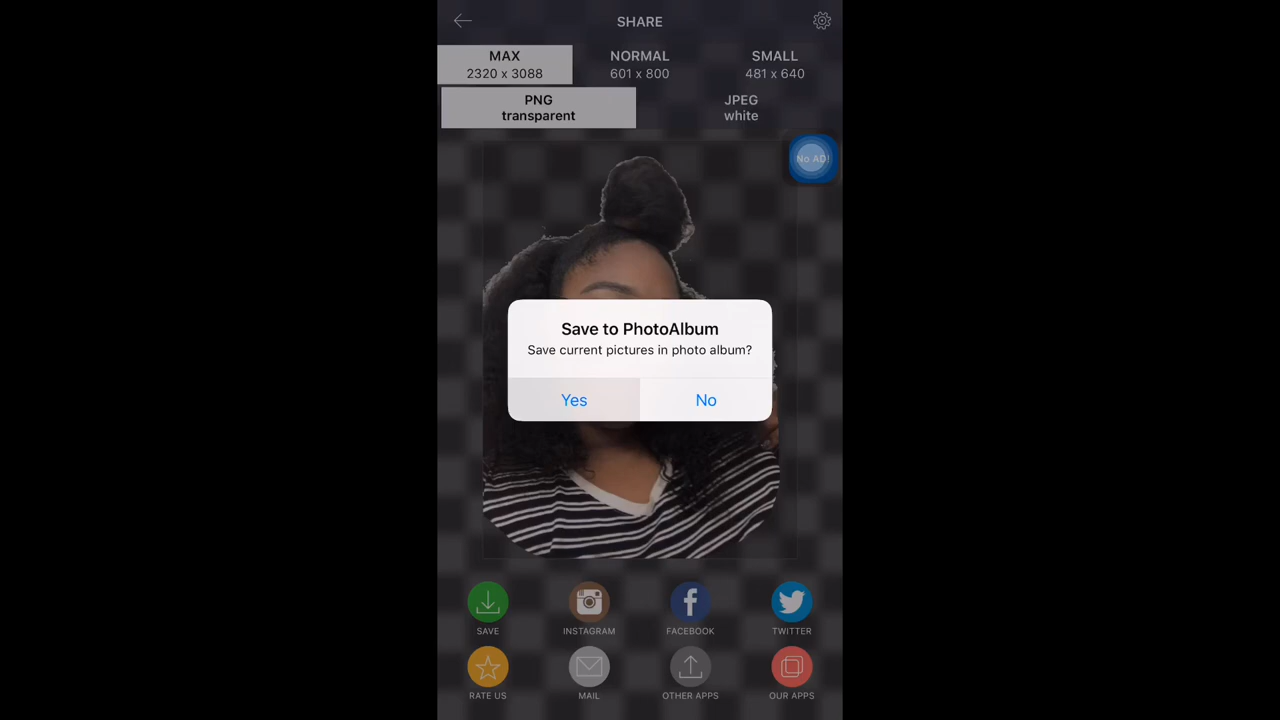 SHARE
MAX
2320 x 3088
NORMAL
601 x 800
SMALL
481 x 640
PNG
transparent
JPEG
white
No AD!
Save to PhotoAlbum
Save current pictures in photo album?
Yes
No
SAVE
INSTAGRAM
FACEBOOK
TWITTER
RATE US
MAIL
OTHER APPS
OUR APPS